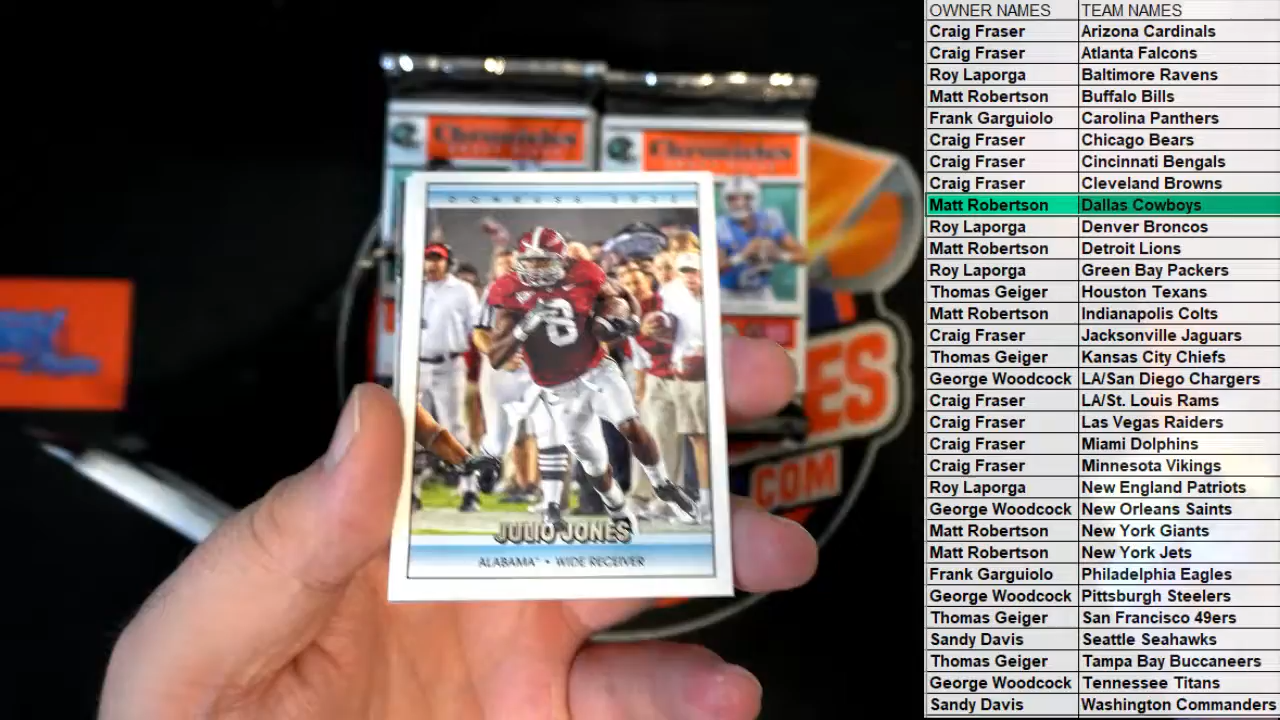 Chronicles
Chronicles
DONRUSS 2022
8
JULIO JONES
ALABAMA • WIDE RECEIVER
ES
.COM
OWNER NAMES TEAM NAMES
Craig Fraser Arizona Cardinals
Craig Fraser Atlanta Falcons
Roy Laporga Baltimore Ravens
Matt Robertson Buffalo Bills
Frank Garguiolo Carolina Panthers
Craig Fraser Chicago Bears
Craig Fraser Cincinnati Bengals
Craig Fraser Cleveland Browns
Matt Robertson Dallas Cowboys
Roy Laporga Denver Broncos
Matt Robertson Detroit Lions
Roy Laporga Green Bay Packers
Thomas Geiger Houston Texans
Matt Robertson Indianapolis Colts
Craig Fraser Jacksonville Jaguars
Thomas Geiger Kansas City Chiefs
George Woodcock LA/San Diego Chargers
Craig Fraser LA/St. Louis Rams
Craig Fraser Las Vegas Raiders
Craig Fraser Miami Dolphins
Craig Fraser Minnesota Vikings
Roy Laporga New England Patriots
George Woodcock New Orleans Saints
Matt Robertson New York Giants
Matt Robertson New York Jets
Frank Garguiolo Philadelphia Eagles
George Woodcock Pittsburgh Steelers
Thomas Geiger San Francisco 49ers
Sandy Davis Seattle Seahawks
Thomas Geiger Tampa Bay Buccaneers
George Woodcock Tennessee Titans
Sandy Davis Washington Commanders